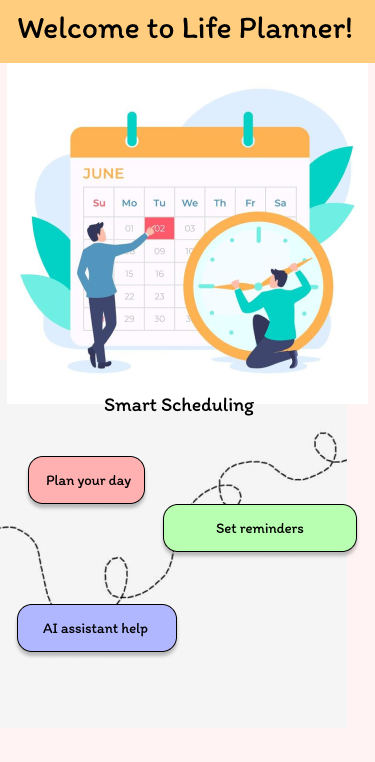 Welcome to Life Planner!
JUNE
Su Mo Tu We Th Fr Sa
01 02 03
09 10
15 16
22 23
29 30
Smart Scheduling
Plan your day
Set reminders
AI assistant help